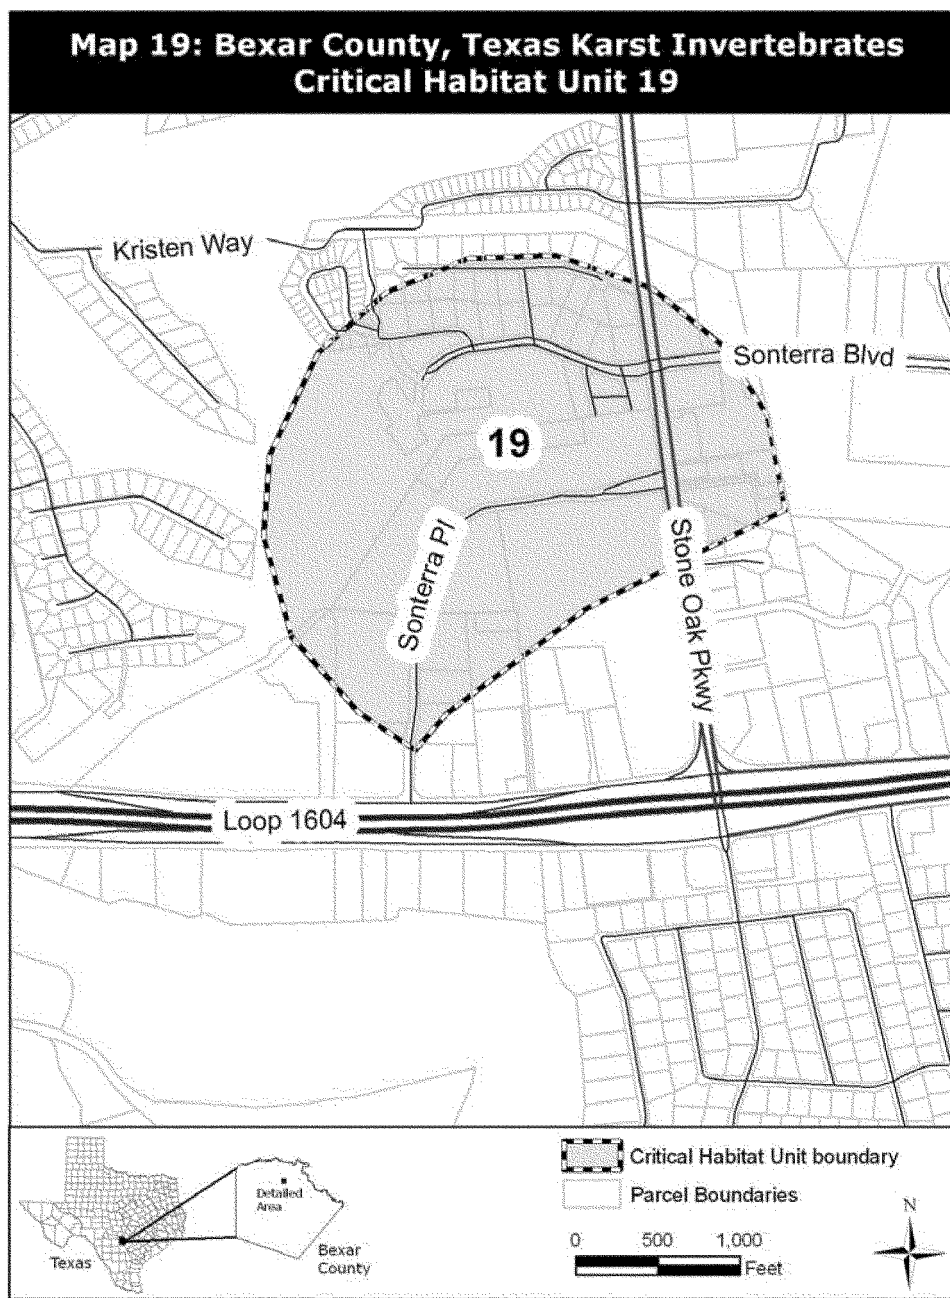 Map 19: Bexar County, Texas Karst Invertebrates
Critical Habitat Unit 19
Kristen Way
Sonterra Blvd
19
Sonterra Pl
Stone Oak Pkwy
Loop 1604
Critical Habitat Unit boundary
Parcel Boundaries
Detailed
Area
Texas
Bexar
County
N
0 500 1,000
Feet